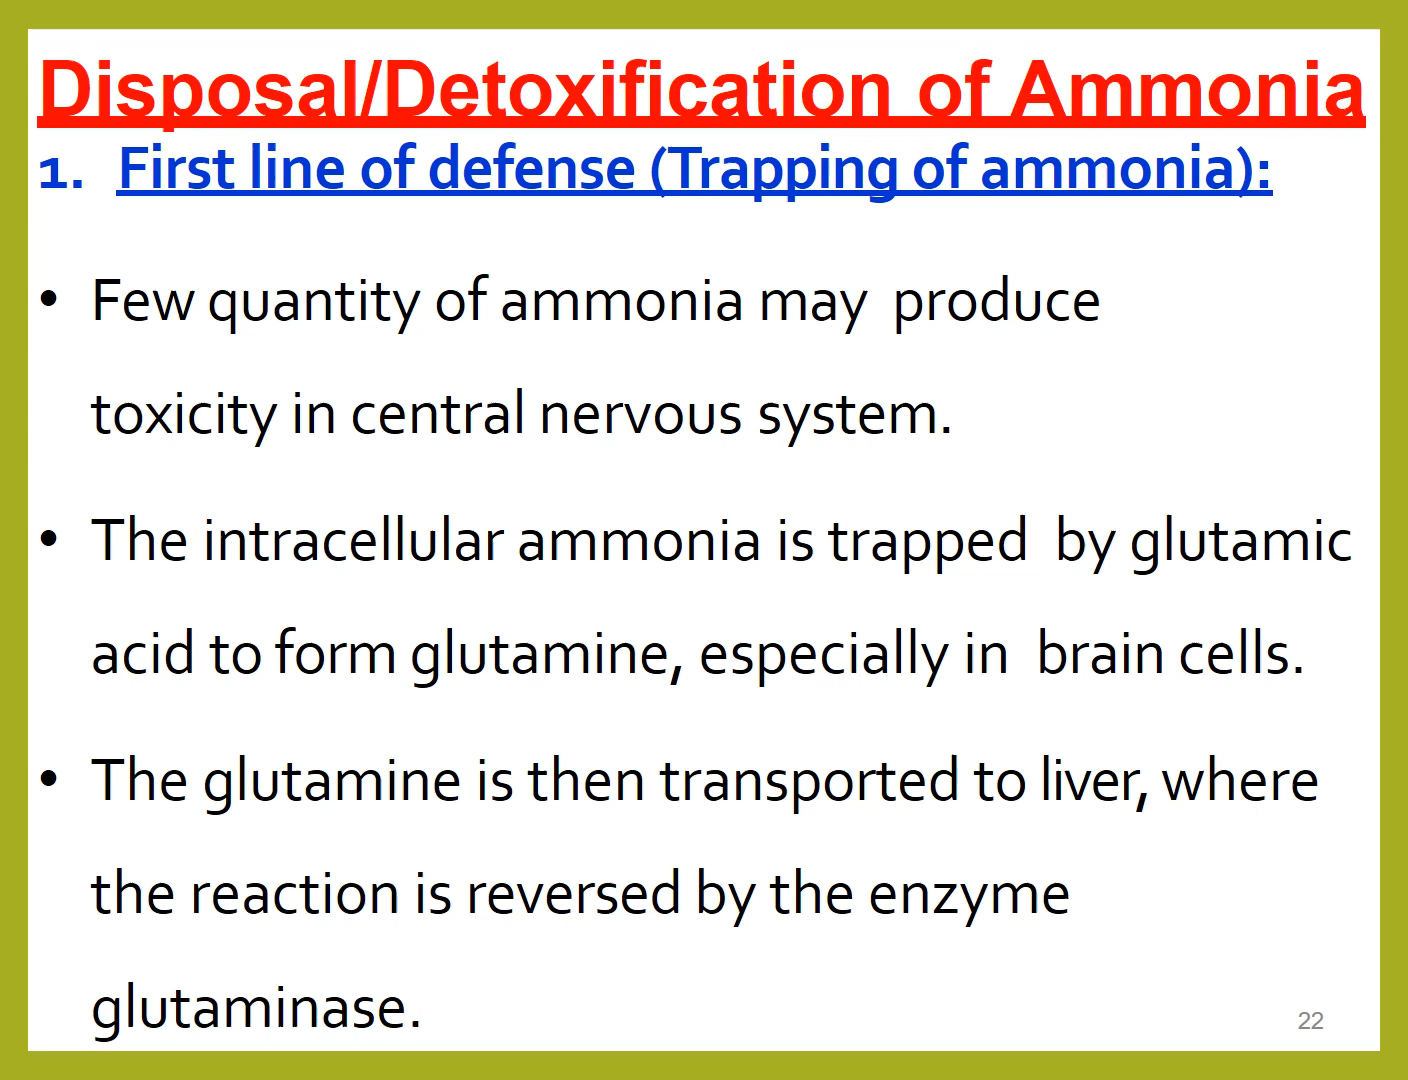 Disposal/Detoxification of Ammonia
1. First line of defense (Trapping of ammonia):
• Few quantity of ammonia may produce
toxicity in central nervous system.
• The intracellular ammonia is trapped by glutamic
acid to form glutamine, especially in brain cells.
• The glutamine is then transported to liver, where
the reaction is reversed by the enzyme
glutaminase.
22